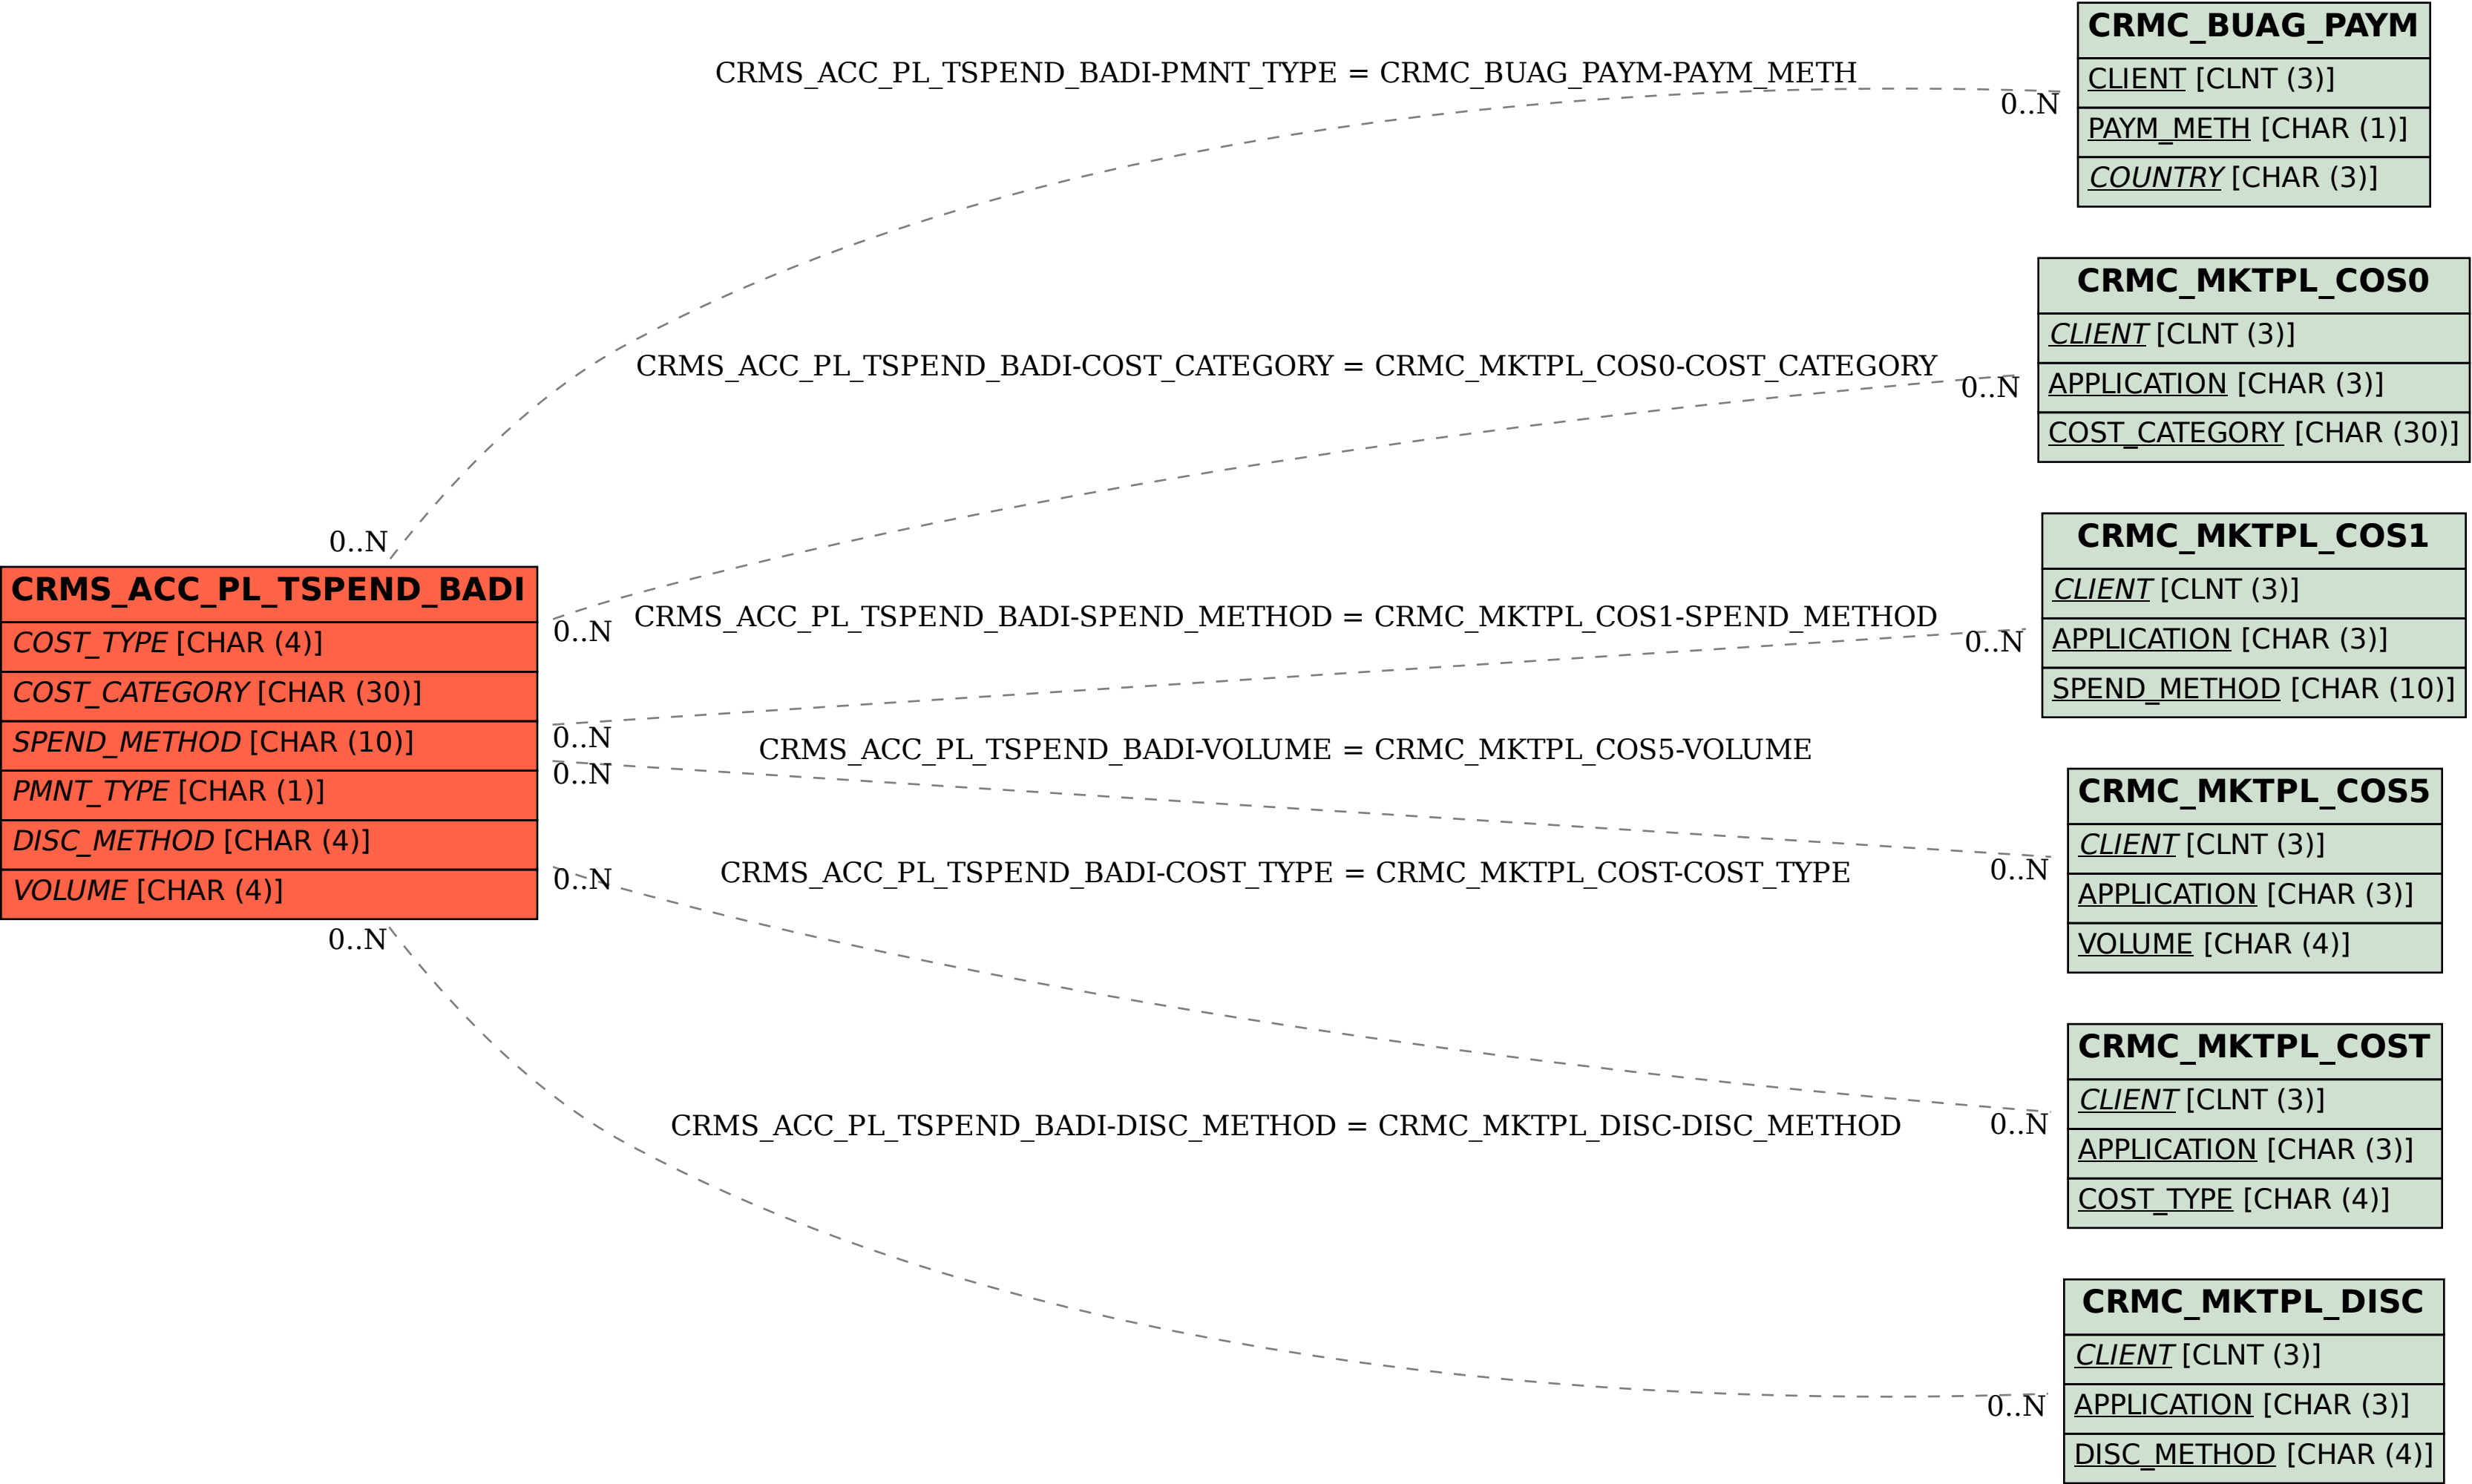 CRMC_BUAG_PAYM
CLIENT [CLNT (3)]
PAYM_METH [CHAR (1)]
COUNTRY [CHAR (3)]
CRMS_ACC_PL_TSPEND_BADI-PMNT_TYPE = CRMC_BUAG_PAYM-PAYM_METH
0..N
0..N
CRMC_MKTPL_COS0
CLIENT [CLNT (3)]
APPLICATION [CHAR (3)]
COST_CATEGORY [CHAR (30)]
CRMS_ACC_PL_TSPEND_BADI-COST_CATEGORY = CRMC_MKTPL_COS0-COST_CATEGORY
0..N
0..N
CRMS_ACC_PL_TSPEND_BADI
COST_TYPE [CHAR (4)]
COST_CATEGORY [CHAR (30)]
SPEND_METHOD [CHAR (10)]
PMNT_TYPE [CHAR (1)]
DISC_METHOD [CHAR (4)]
VOLUME [CHAR (4)]
CRMC_MKTPL_COS1
CLIENT [CLNT (3)]
APPLICATION [CHAR (3)]
SPEND_METHOD [CHAR (10)]
CRMS_ACC_PL_TSPEND_BADI-SPEND_METHOD = CRMC_MKTPL_COS1-SPEND_METHOD
0..N
0..N
CRMS_ACC_PL_TSPEND_BADI-VOLUME = CRMC_MKTPL_COS5-VOLUME
0..N
0..N
CRMC_MKTPL_COS5
CLIENT [CLNT (3)]
APPLICATION [CHAR (3)]
VOLUME [CHAR (4)]
CRMS_ACC_PL_TSPEND_BADI-COST_TYPE = CRMC_MKTPL_COST-COST_TYPE
0..N
0..N
CRMC_MKTPL_COST
CLIENT [CLNT (3)]
APPLICATION [CHAR (3)]
COST_TYPE [CHAR (4)]
CRMS_ACC_PL_TSPEND_BADI-DISC_METHOD = CRMC_MKTPL_DISC-DISC_METHOD
0..N
0..N
CRMC_MKTPL_DISC
CLIENT [CLNT (3)]
APPLICATION [CHAR (3)]
DISC_METHOD [CHAR (4)]